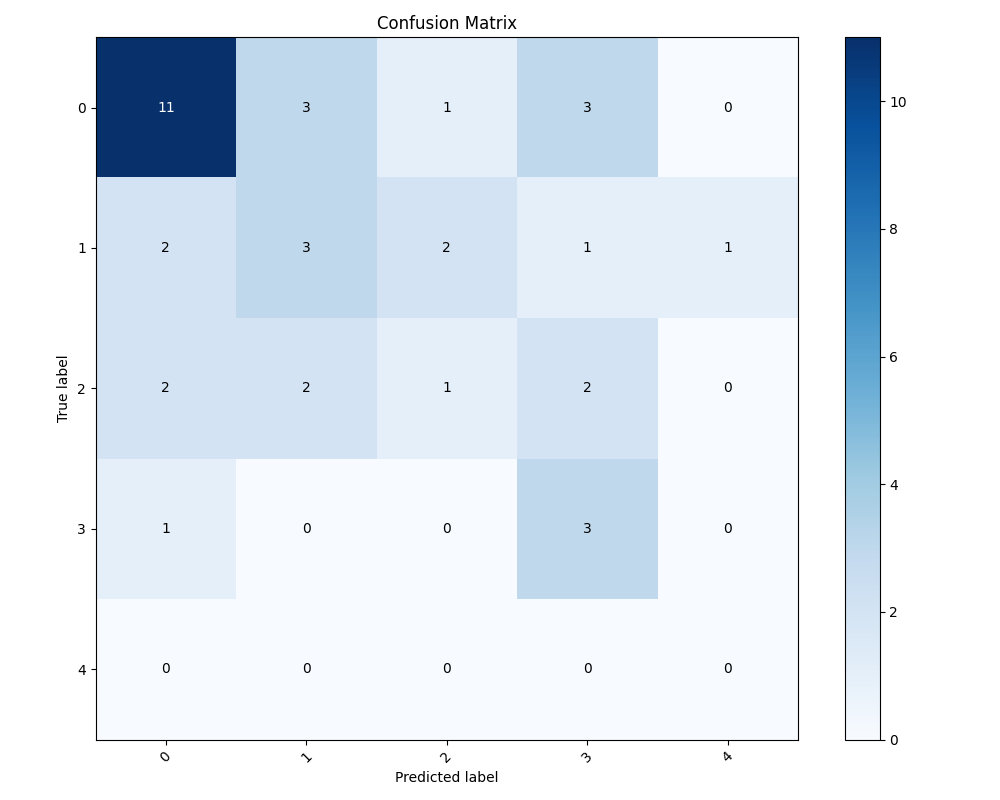 Confusion Matrix
True label
0 11 3 1 3 0
1 2 3 2 1 1
2 2 2 1 2 0
3 1 0 0 3 0
4 0 0 0 0 0
0 1 2 3 4
Predicted label
10
8
6
4
2
0